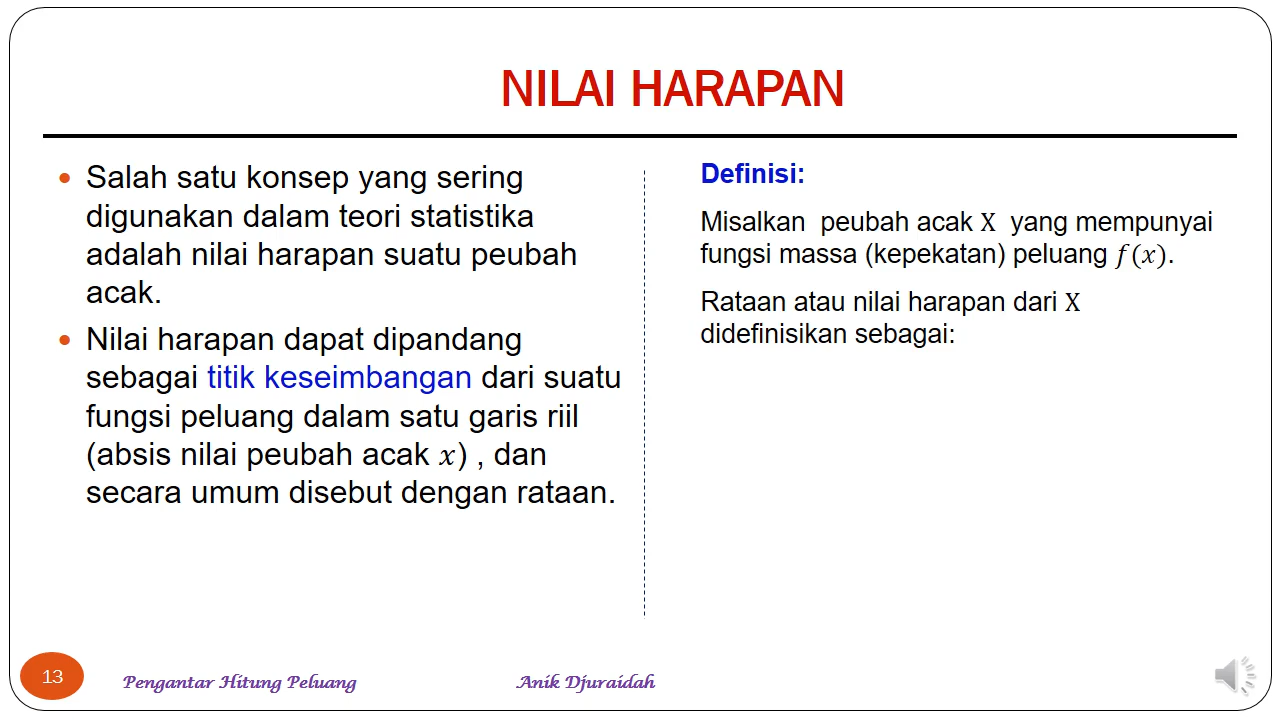 NILAI HARAPAN
• Salah satu konsep yang sering
digunakan dalam teori statistika
adalah nilai harapan suatu peubah
acak.
• Nilai harapan dapat dipandang
sebagai titik keseimbangan dari suatu
fungsi peluang dalam satu garis riil
(absis nilai peubah acak x) , dan
secara umum disebut dengan rataan.
Definisi:
Misalkan peubah acak X yang mempunyai
fungsi massa (kepekatan) peluang f(x).
Rataan atau nilai harapan dari X
didefinisikan sebagai:
13
Pengantar Hitung Peluang
Anik Djuraidah